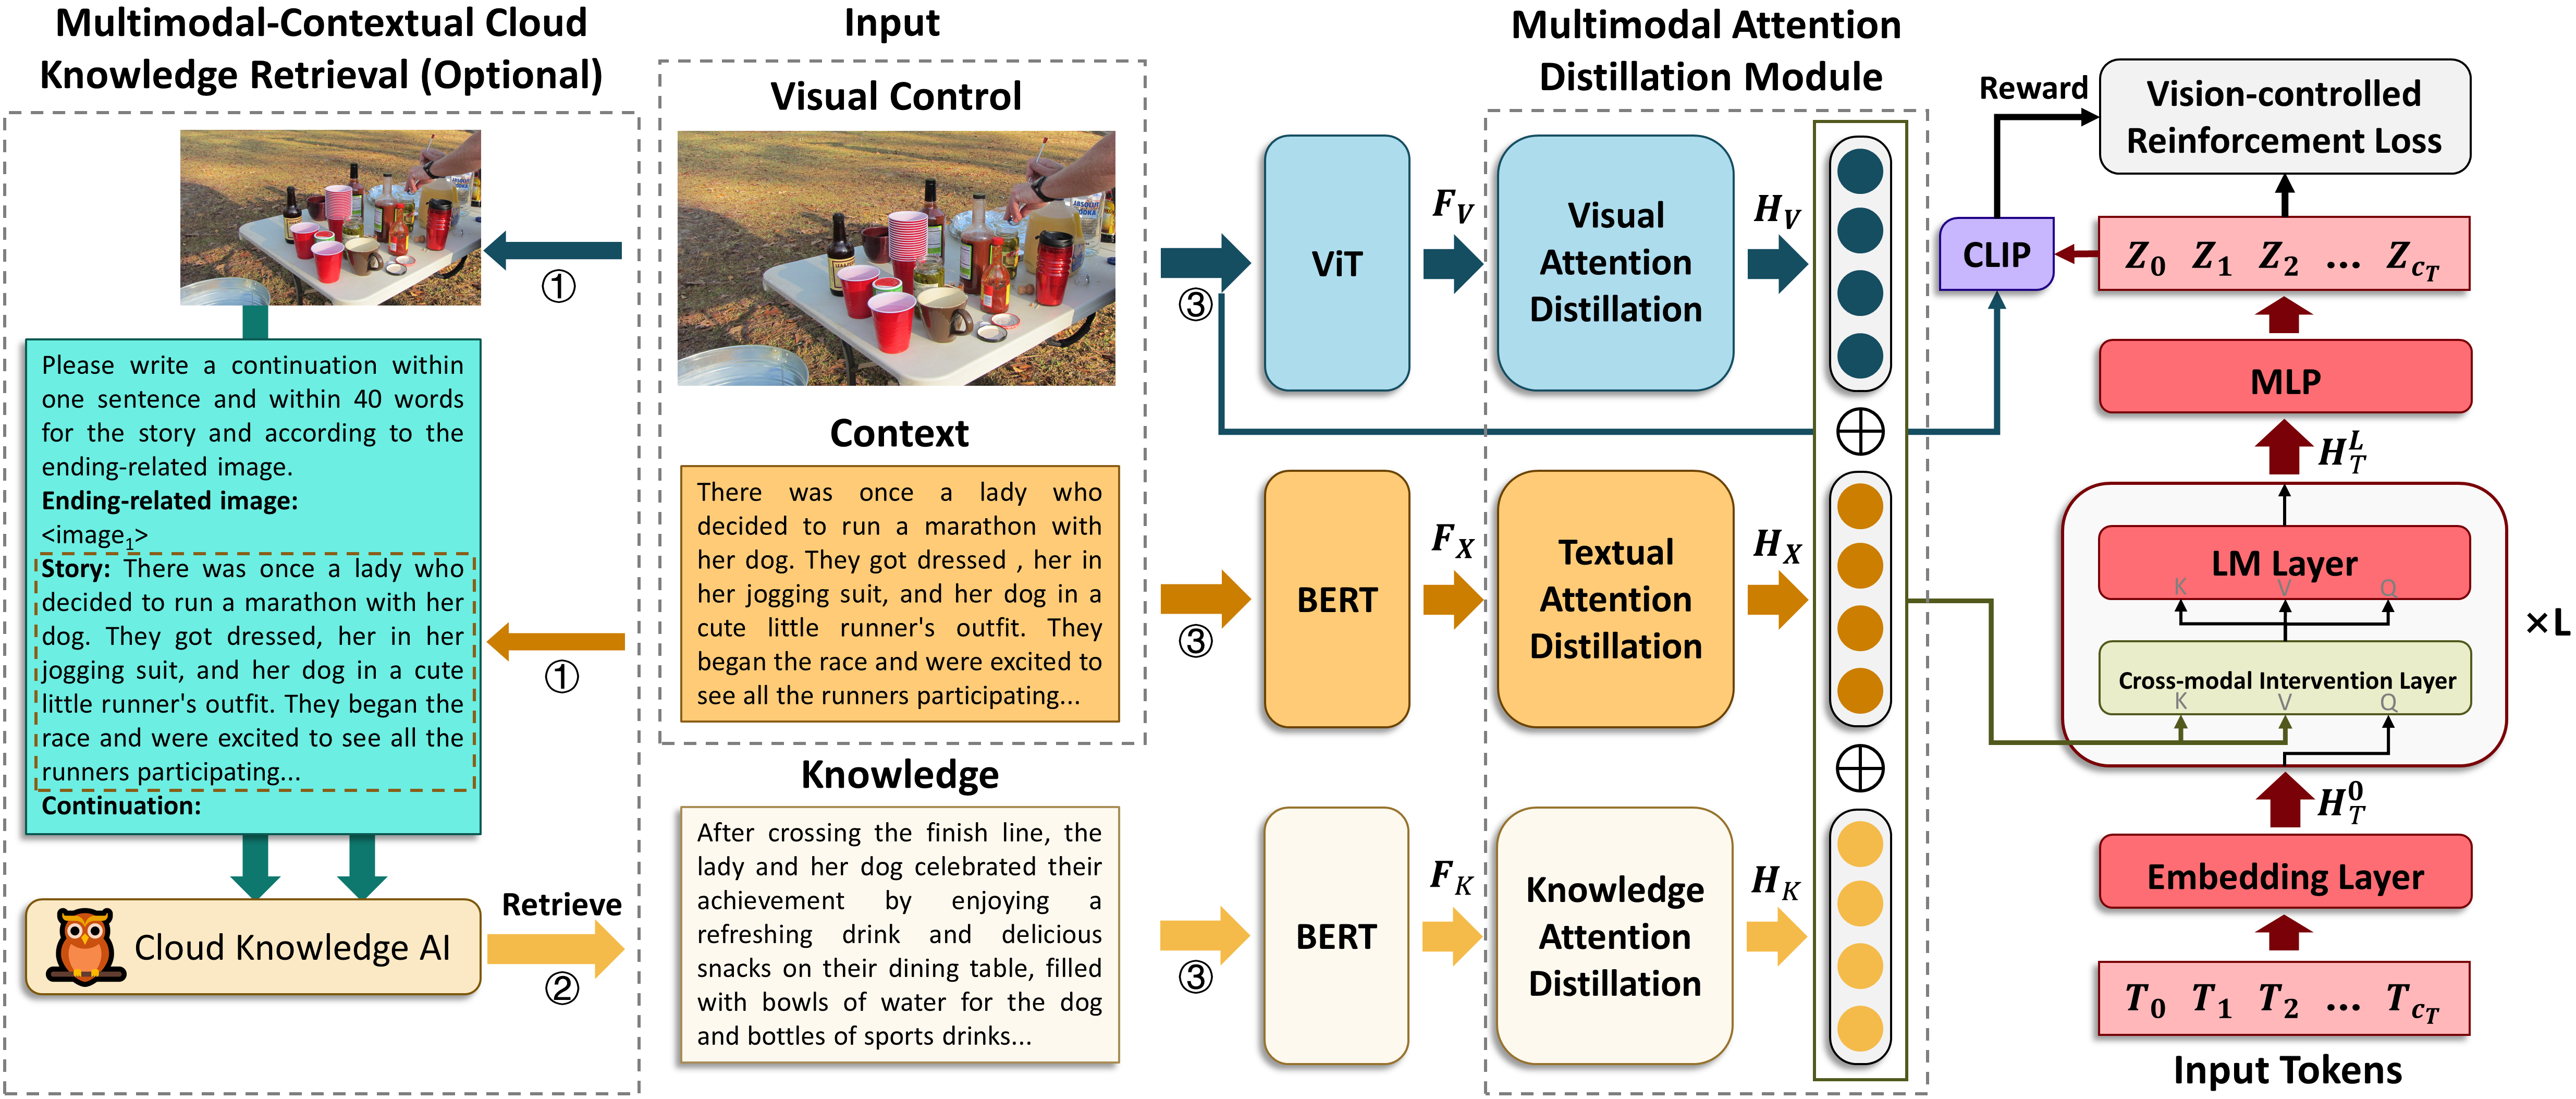 Multimodal-Contextual Cloud
Knowledge Retrieval (Optional)
①
Please write a continuation within
one sentence and within 40 words
for the story and according to the
ending-related image.
Ending-related image:
<image₁>
Story: There was once a lady who
decided to run a marathon with her
dog. They got dressed, her in her
jogging suit, and her dog in a cute
little runner's outfit. They began the
race and were excited to see all the
runners participating...
Continuation:
①
Cloud Knowledge AI
Retrieve
②
Input
Visual Control
ABSOLUT
Context
There was once a lady who
decided to run a marathon with
her dog. They got dressed , her in
her jogging suit, and her dog in a
cute little runner's outfit. They
began the race and were excited to
see all the runners participating...
Knowledge
After crossing the finish line, the
lady and her dog celebrated their
achievement by enjoying a
refreshing drink and delicious
snacks on their dining table, filled
with bowls of water for the dog
and bottles of sports drinks...
③
ViT
F_V
③
BERT
F_X
③
BERT
F_K
Multimodal Attention
Distillation Module
Visual
Attention
Distillation
H_V
⊕
Textual
Attention
Distillation
H_X
⊕
Knowledge
Attention
Distillation
H_K
Reward
Vision-controlled
Reinforcement Loss
CLIP
Z_0 Z_1 Z_2 ... Z_{c_T}
MLP
H_T^L
LM Layer
K V Q
×L
Cross-modal Intervention Layer
K V Q
H_T^0
Embedding Layer
T_0 T_1 T_2 ... T_{c_T}
Input Tokens